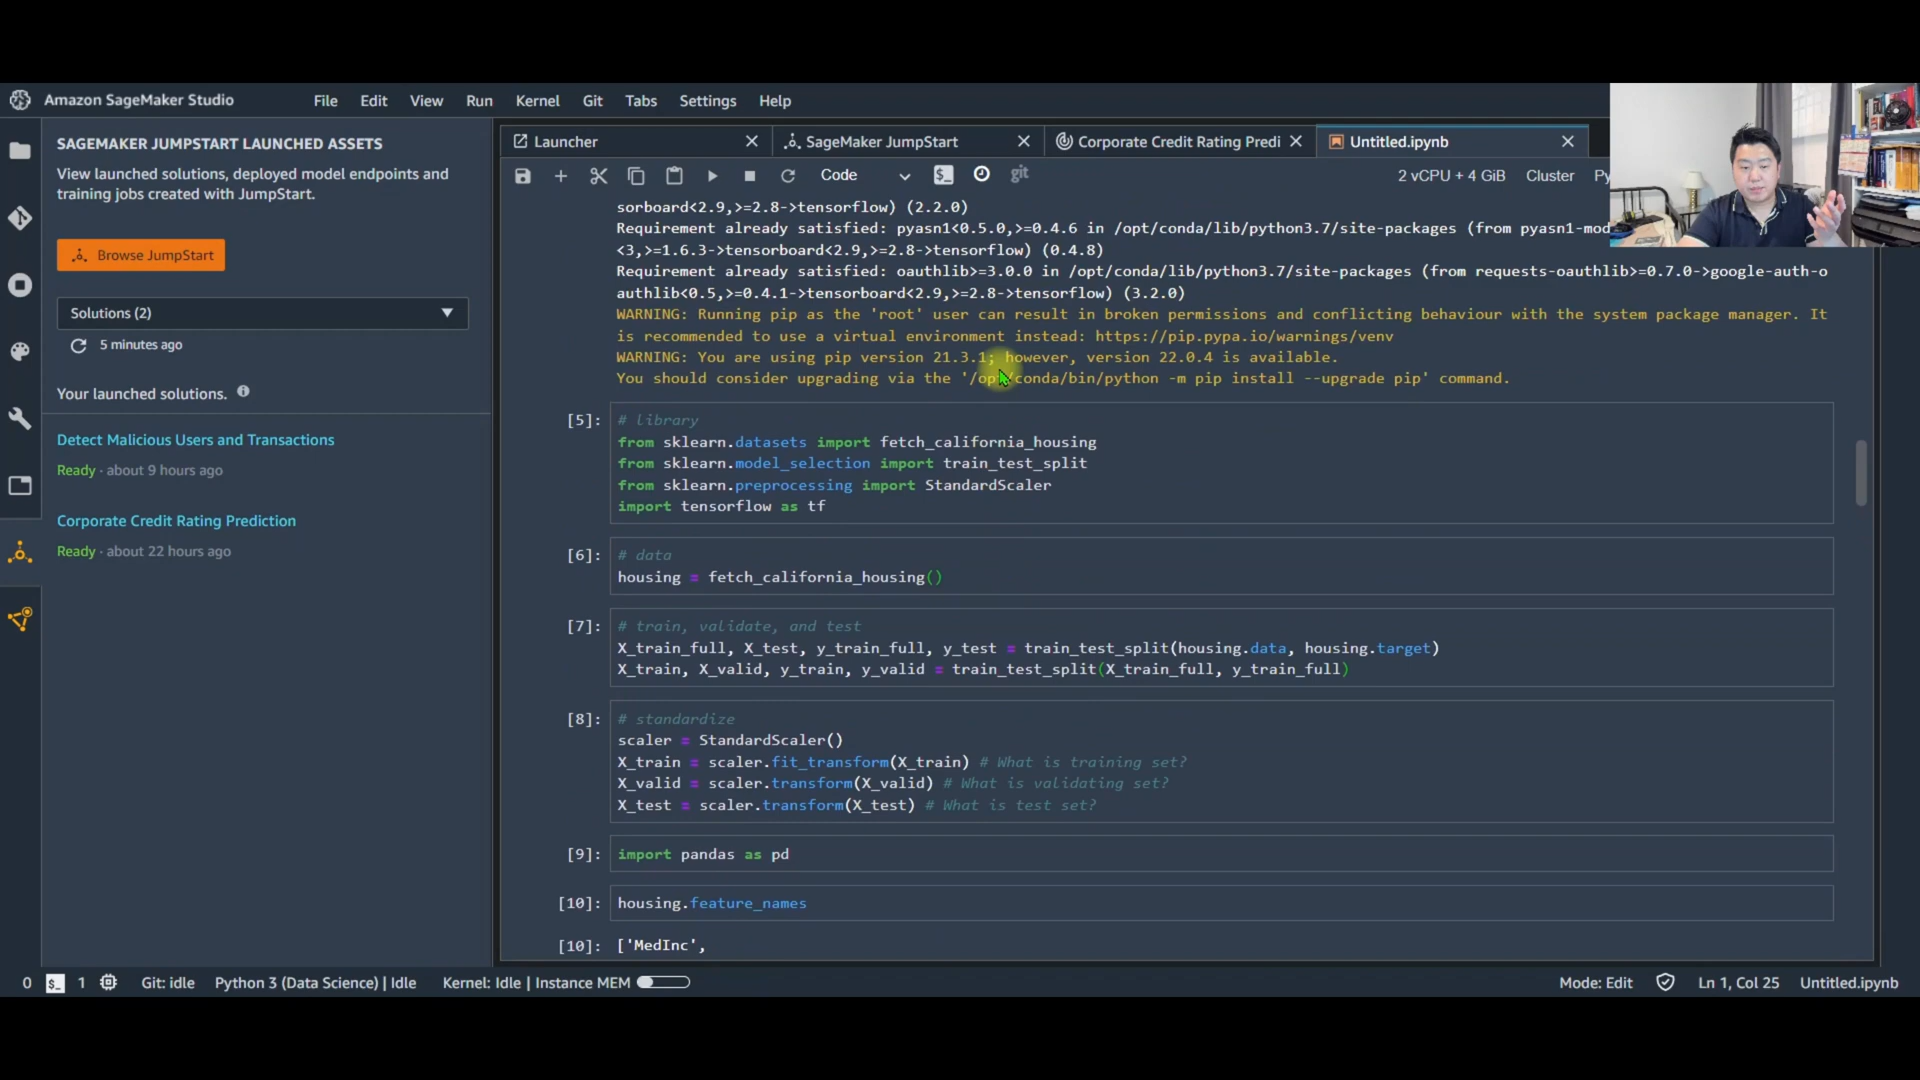 Amazon SageMaker Studio
File Edit View Run Kernel Git Tabs Settings Help
SAGEMAKER JUMPSTART LAUNCHED ASSETS
View launched solutions, deployed model endpoints and
training jobs created with JumpStart.
Browse JumpStart
Solutions (2)
5 minutes ago
Your launched solutions.
Detect Malicious Users and Transactions
Ready · about 9 hours ago
Corporate Credit Rating Prediction
Ready · about 22 hours ago
Launcher SageMaker JumpStart Corporate Credit Rating Predi Untitled.ipynb
Code git 2 vCPU + 4 GiB Cluster Py
sorboard<2.9,>=2.8->tensorflow) (2.2.0)
Requirement already satisfied: pyasn1<0.5.0,>=0.4.6 in /opt/conda/lib/python3.7/site-packages (from pyasn1-mod
<3,>=1.6.3->tensorboard<2.9,>=2.8->tensorflow) (0.4.8)
Requirement already satisfied: oauthlib>=3.0.0 in /opt/conda/lib/python3.7/site-packages (from requests-oauthlib>=0.7.0->google-auth-o
authlib<0.5,>=0.4.1->tensorboard<2.9,>=2.8->tensorflow) (3.2.0)
WARNING: Running pip as the 'root' user can result in broken permissions and conflicting behaviour with the system package manager. It
is recommended to use a virtual environment instead: https://pip.pypa.io/warnings/venv
WARNING: You are using pip version 21.3.1; however, version 22.0.4 is available.
You should consider upgrading via the '/opt/conda/bin/python -m pip install --upgrade pip' command.
[5]: # library
from sklearn.datasets import fetch_california_housing
from sklearn.model_selection import train_test_split
from sklearn.preprocessing import StandardScaler
import tensorflow as tf
[6]: # data
housing = fetch_california_housing()
[7]: # train, validate, and test
X_train_full, X_test, y_train_full, y_test = train_test_split(housing.data, housing.target)
X_train, X_valid, y_train, y_valid = train_test_split(X_train_full, y_train_full)
[8]: # standardize
scaler = StandardScaler()
X_train = scaler.fit_transform(X_train) # What is training set?
X_valid = scaler.transform(X_valid) # What is validating set?
X_test = scaler.transform(X_test) # What is test set?
[9]: import pandas as pd
[10]: housing.feature_names
[10]: ['MedInc',
0 $_ 1 Git: idle Python 3 (Data Science) | Idle Kernel: Idle | Instance MEM Mode: Edit Ln 1, Col 25 Untitled.ipynb